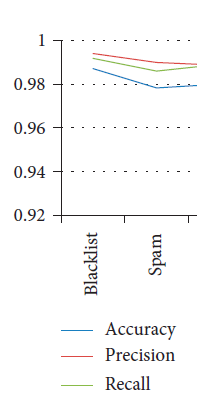 1
0.98
0.96
0.94
0.92
Blacklist
Spam
Accuracy
Precision
Recall